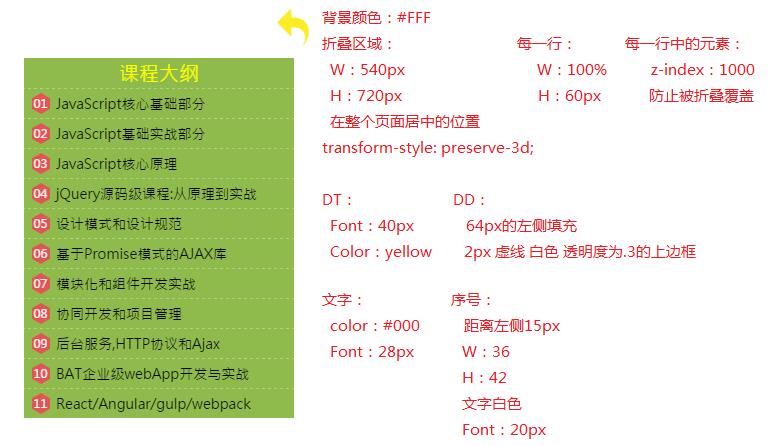 课程大纲
01 JavaScript核心基础部分
02 JavaScript基础实战部分
03 JavaScript核心原理
04 jQuery源码级课程:从原理到实战
05 设计模式和设计规范
06 基于Promise模式的AJAX库
07 模块化和组件开发实战
08 协同开发和项目管理
09 后台服务,HTTP协议和Ajax
10 BAT企业级webApp开发与实战
11 React/Angular/gulp/webpack
背景颜色：#FFF
折叠区域：
W：540px
H：720px
在整个页面居中的位置
transform-style: preserve-3d;
每一行：
W：100%
H：60px
每一行中的元素：
z-index：1000
防止被折叠覆盖
DT：
Font：40px
Color：yellow
DD：
64px的左侧填充
2px 虚线 白色 透明度为.3的上边框
文字：
color：#000
Font：28px
序号：
距离左侧15px
W：36
H：42
文字白色
Font：20px